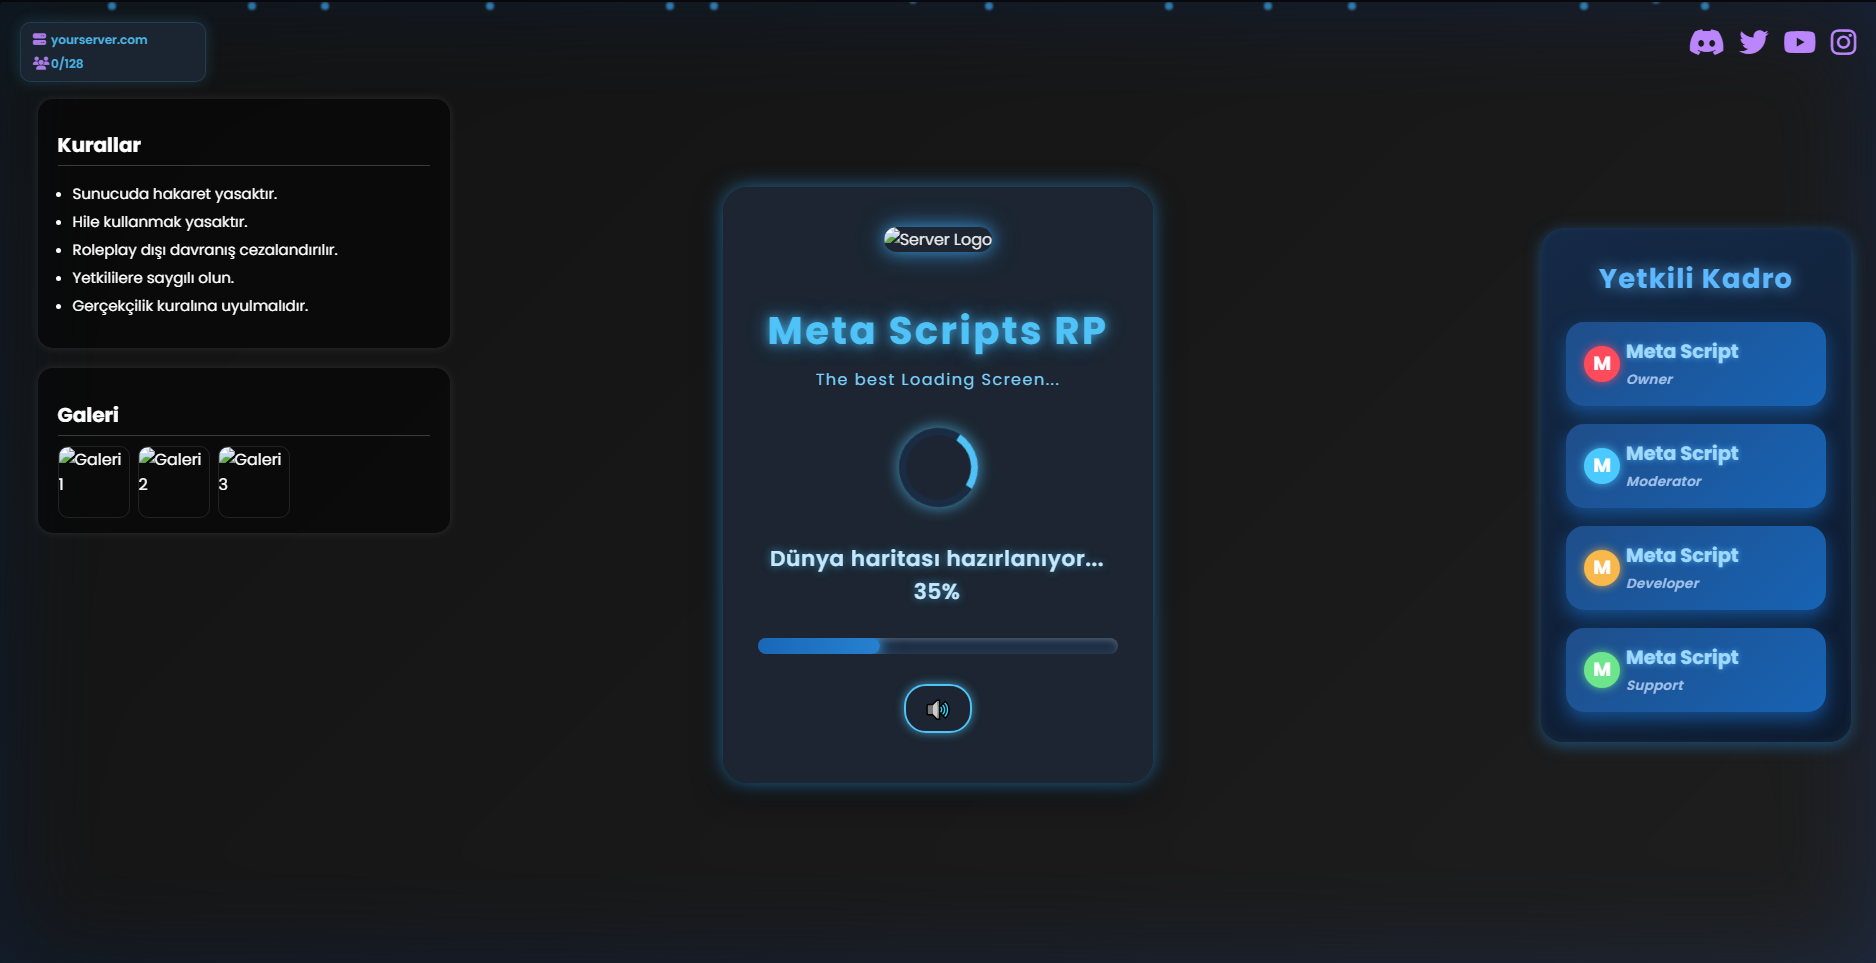 yourserver.com
0/128
Kurallar
Sunucuda hakaret yasaktır.
Hile kullanmak yasaktır.
Roleplay dışı davranış cezalandırılır.
Yetkililere saygılı olun.
Gerçekçilik kuralına uyulmalıdır.
Galeri
Galeri 1
Galeri 2
Galeri 3
Server Logo
Meta Scripts RP
The best Loading Screen...
Dünya haritası hazırlanıyor...
35%
Yetkili Kadro
M
Meta Script
Owner
M
Meta Script
Moderator
M
Meta Script
Developer
M
Meta Script
Support